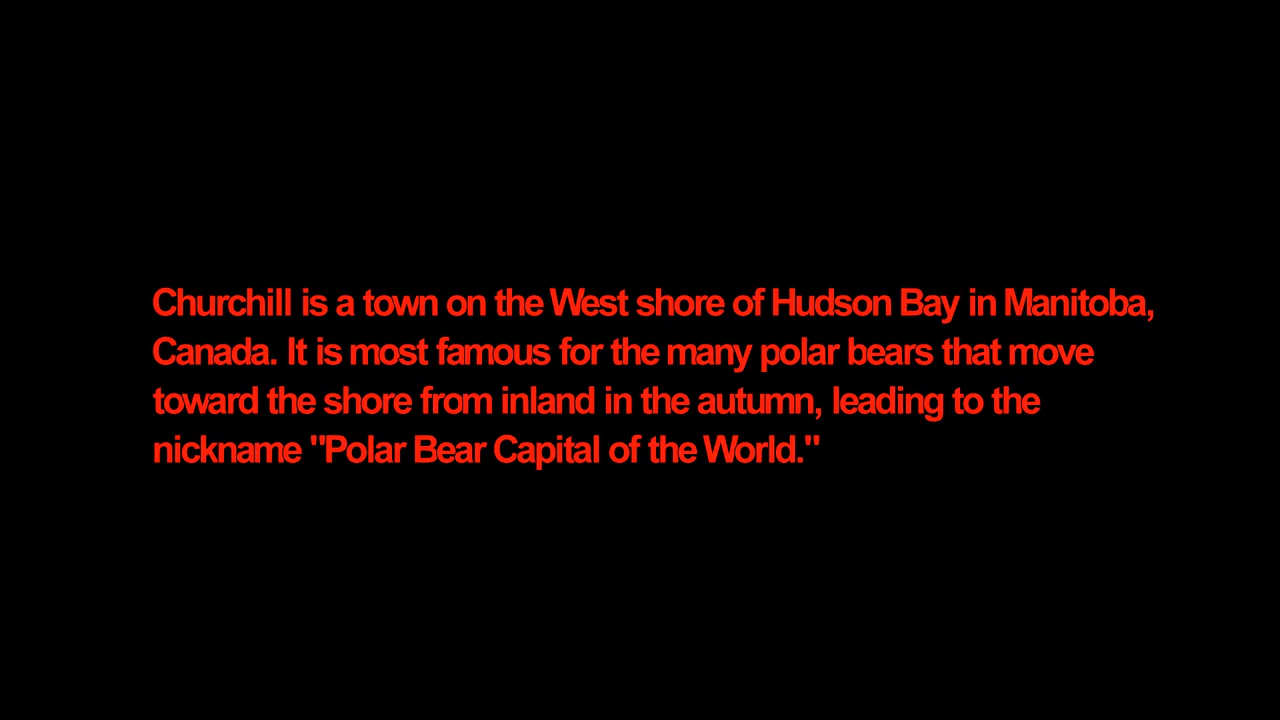 Churchill is a town on the West shore of Hudson Bay in Manitoba,
Canada. It is most famous for the many polar bears that move
toward the shore from inland in the autumn, leading to the
nickname "Polar Bear Capital of the World."